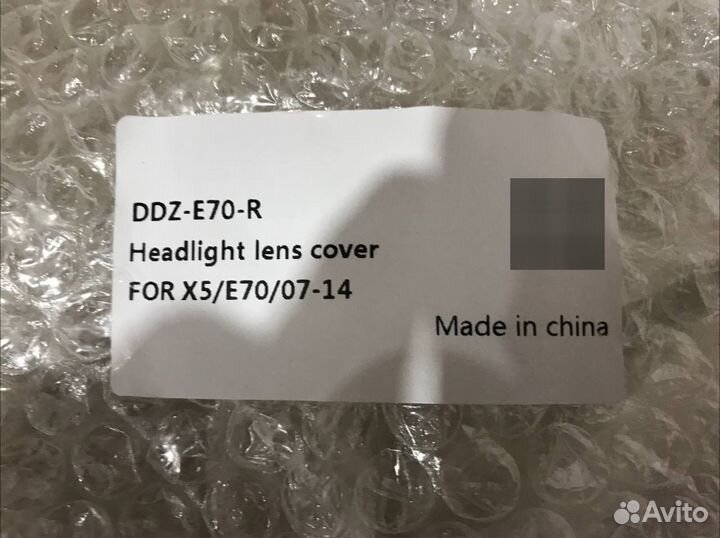 DDZ-E70-R
Headlight lens cover
FOR X5/E70/07-14
Made in china
Avito